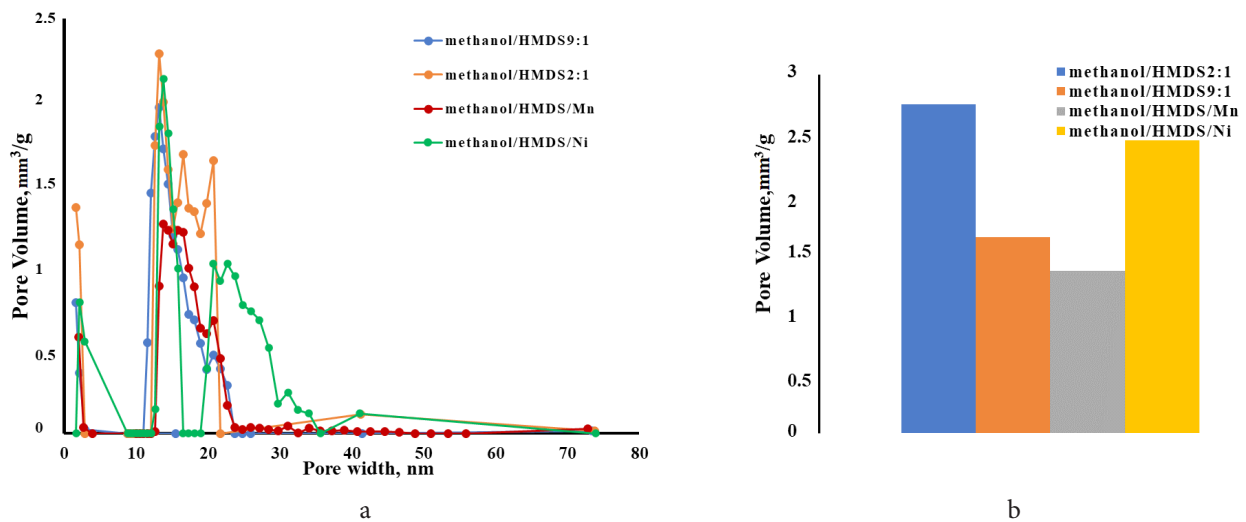 2.5
2
1.5
1
0.5
0
Pore Volume,mm³/g
methanol/HMDS9:1
methanol/HMDS2:1
methanol/HMDS/Mn
methanol/HMDS/Ni
0 10 20 30 40 50 60 70 80
Pore width, nm
a
3
2.5
2
1.5
1
0.5
0
Pore Volume,mm³/g
methanol/HMDS2:1
methanol/HMDS9:1
methanol/HMDS/Mn
methanol/HMDS/Ni
b